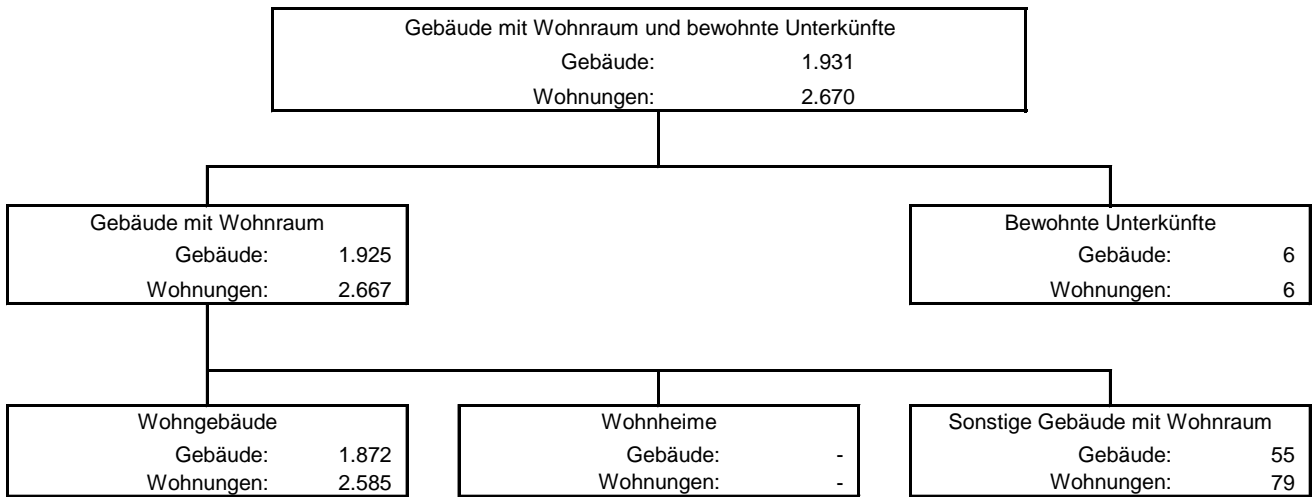 Gebäude mit Wohnraum und bewohnte Unterkünfte
Gebäude: 1.931
Wohnungen: 2.670
Gebäude mit Wohnraum
Gebäude: 1.925
Wohnungen: 2.667
Bewohnte Unterkünfte
Gebäude: 6
Wohnungen: 6
Wohngebäude
Gebäude: 1.872
Wohnungen: 2.585
Wohnheime
Gebäude: -
Wohnungen: -
Sonstige Gebäude mit Wohnraum
Gebäude: 55
Wohnungen: 79